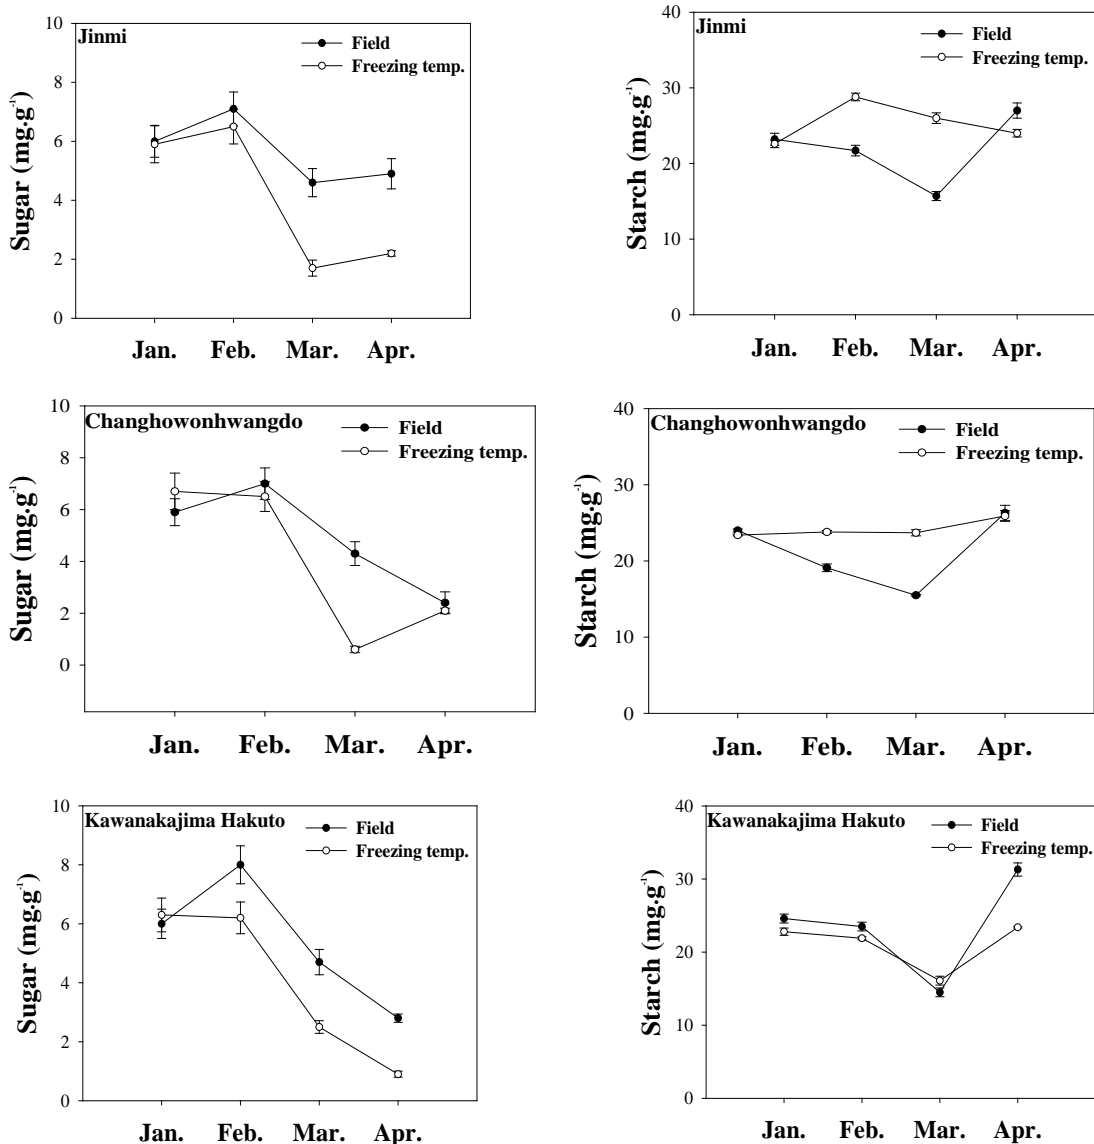 Jinmi
Field
Freezing temp.
10
8
6
4
2
0
Sugar (mg.g⁻¹)
Jan. Feb. Mar. Apr.
Jinmi
Field
Freezing temp.
40
30
20
10
0
Starch (mg.g⁻¹)
Jan. Feb. Mar. Apr.
Changhowonhwangdo
Field
Freezing temp.
10
8
6
4
2
0
Sugar (mg.g⁻¹)
Jan. Feb. Mar. Apr.
Changhowonhwangdo
Field
Freezing temp.
40
30
20
10
0
Starch (mg.g⁻¹)
Jan. Feb. Mar. Apr.
Kawanakajima Hakuto
Field
Freezing temp.
10
8
6
4
2
0
Sugar (mg.g⁻¹)
Jan. Feb. Mar. Apr.
Kawanakajima Hakuto
Field
Freezing temp.
40
30
20
10
0
Starch (mg.g⁻¹)
Jan. Feb. Mar. Apr.